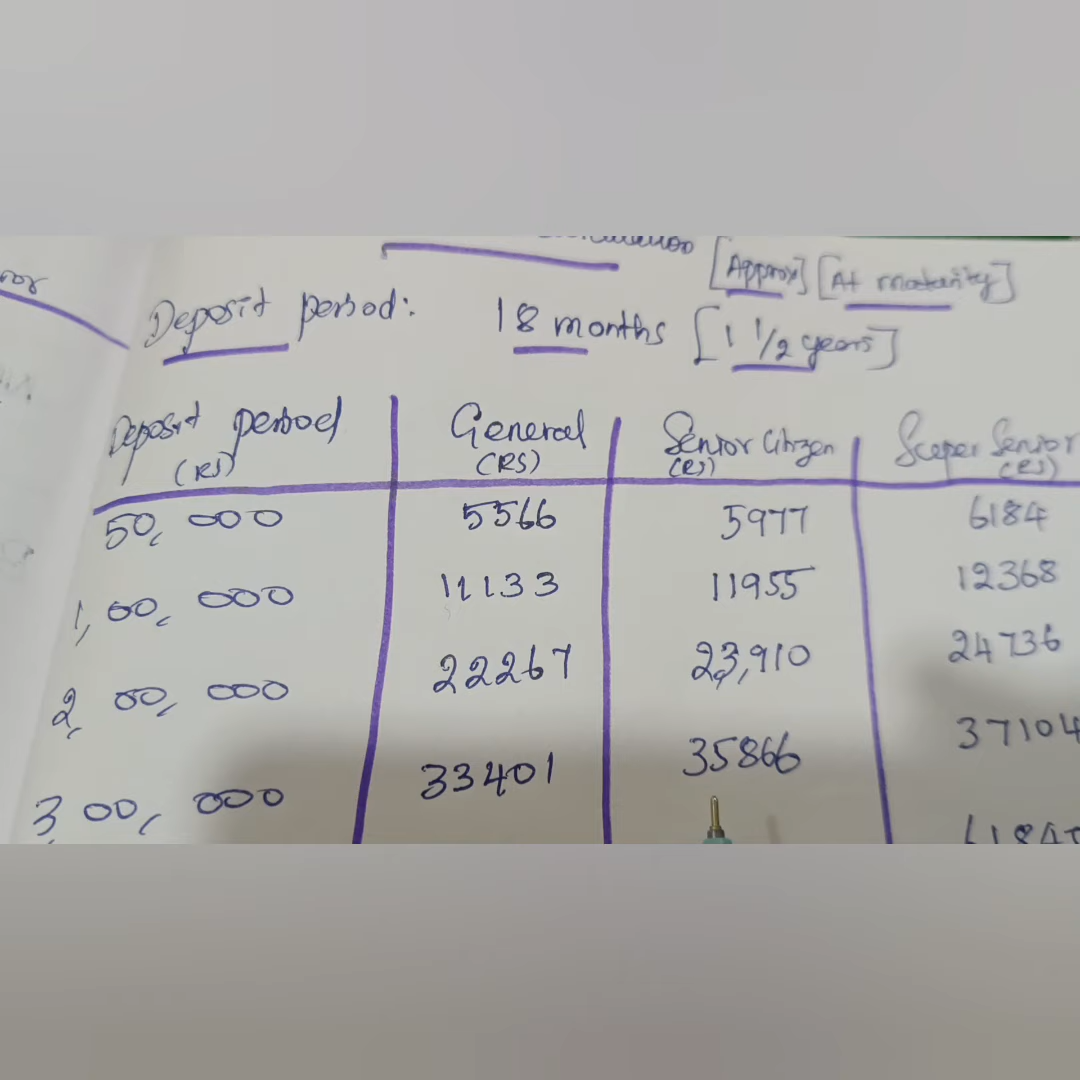 [Approx] [At maturity]
Deposit period: 18 months [1 1/2 years]
Deposit period General Senior Citizen Super Senior
(RS) (RS) (RS) (RS)
50,000 5566 5977 6184
1,00,000 11133 11955 12368
2,00,000 22267 23,910 24736
3,00,000 33401 35866 37104